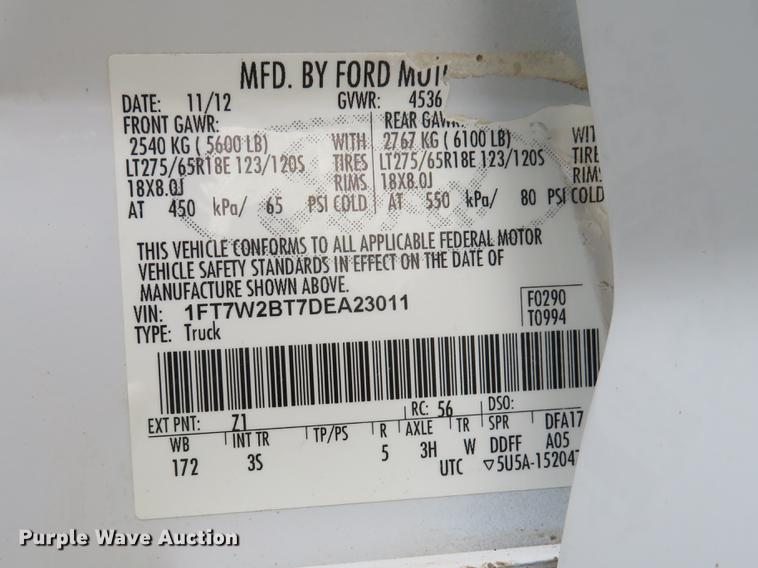 MFD. BY FORD
DATE: 11/12 GVWR: 4536
FRONT GAWR: REAR
2540 KG ( 5600 LB) WITH 2767 KG ( 6100 LB) WIT
LT275/65R18E 123/120S TIRES LT275/65R18E 123/120S TIRE
18X8.0J RIMS 18X8.0J RIMS
AT 450 kPa/ 65 PSI COLD AT 550 kPa/ 80 PSI COLD
THIS VEHICLE CONFORMS TO ALL APPLICABLE FEDERAL MOTOR
VEHICLE SAFETY STANDARDS IN EFFECT ON THE DATE OF
MANUFACTURE SHOWN ABOVE.
VIN: 1FT7W2BT7DEA23011 F0290
TYPE: Truck T0994
EXT PNT: Z1 RC: 56 DSO:
WB INT TR TP/PS R AXLE TR SPR DFA17
172 3S 5 3H W DDFF A05
UTC ▽5U5A-15204
Purple Wave Auction